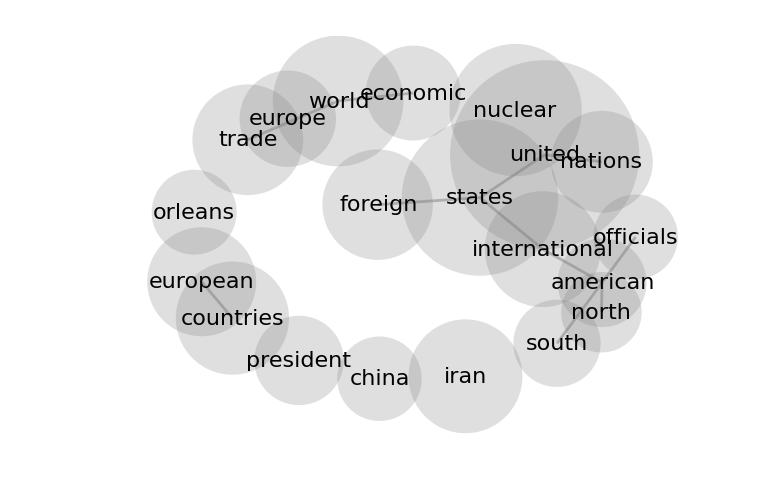 economic
world
nuclear
europe
trade
united
nations
states
foreign
orleans
officials
international
european
american
north
countries
south
president
iran
china